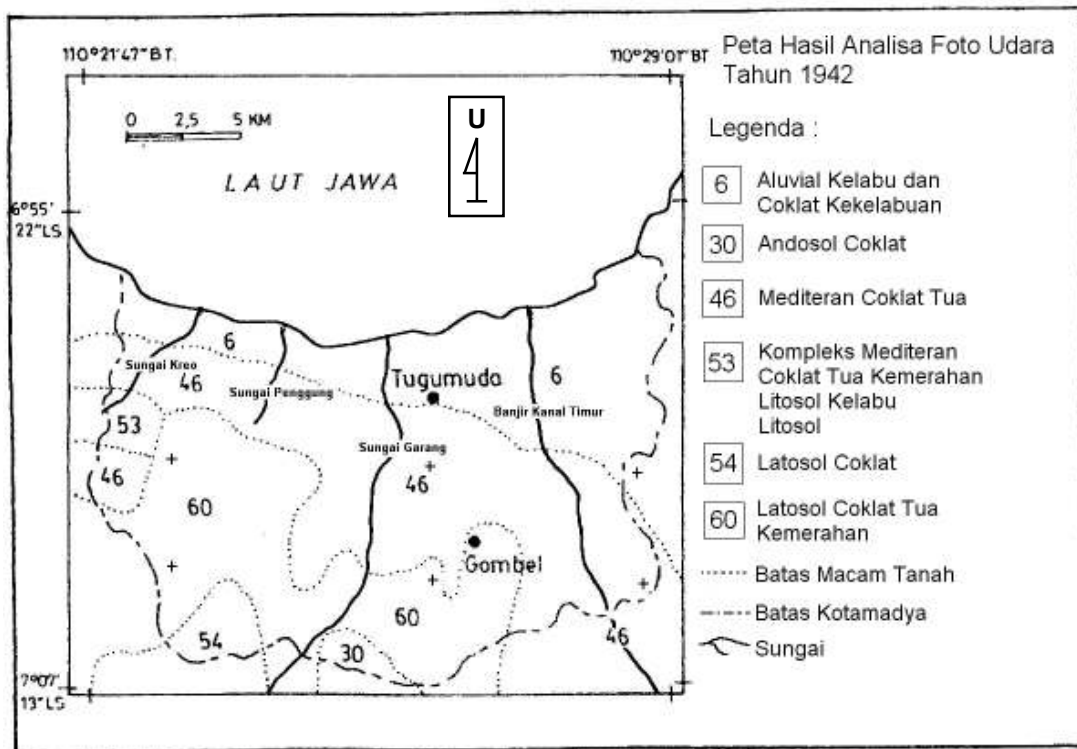 110°21'47"BT.
110°29'07"BT
Peta Hasil Analisa Foto Udara
Tahun 1942
0 2,5 5 KM
U
LAUT JAWA
6°55'
22"LS
Legenda :
6 Aluvial Kelabu dan
Coklat Kekelabuan
30 Andosol Coklat
46 Mediteran Coklat Tua
53 Kompleks Mediteran
Coklat Tua Kemerahan
Litosol Kelabu
Litosol
54 Latosol Coklat
60 Latosol Coklat Tua
Kemerahan
Batas Macam Tanah
Batas Kotamadya
Sungai
6
Sungai Kreo
46
Sungai Penggung
Tugumuda
6
Banjir Kanal Timur
53
Sungai Garang
46
46
60
Gombel
60
54
30
46
7°07'
13"LS